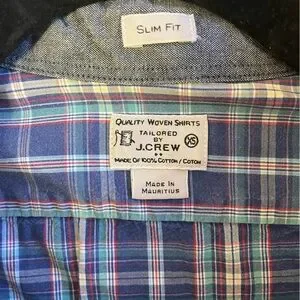 SLIM FIT
QUALITY WOVEN SHIRTS
TAILORED
BY
J.CREW
XS
MADE OF 100% COTTON / COTON
MADE IN
MAURITIUS